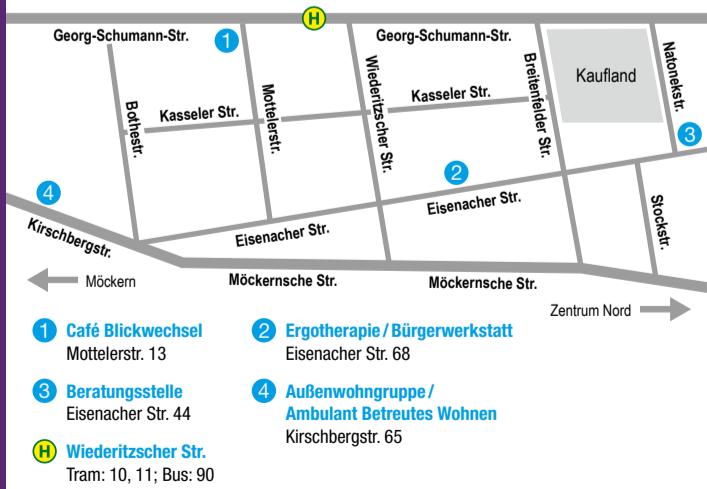 H
Georg-Schumann-Str.
1
Georg-Schumann-Str.
Kaufland
Natonekstr.
Bothestr.
Kasseler Str.
Mottelerstr.
Wiederitzscher Str.
Kasseler Str.
Breitenfelder Str.
3
4
2
Kirschbergstr.
Eisenacher Str.
Eisenacher Str.
Stockstr.
Möckern
Möckernsche Str.
Möckernsche Str.
Zentrum Nord
1 Café Blickwechsel
Mottelerstr. 13
2 Ergotherapie / Bürgerwerkstatt
Eisenacher Str. 68
3 Beratungsstelle
Eisenacher Str. 44
4 Außenwohngruppe /
Ambulant Betreutes Wohnen
Kirschbergstr. 65
H Wiederitzscher Str.
Tram: 10, 11; Bus: 90